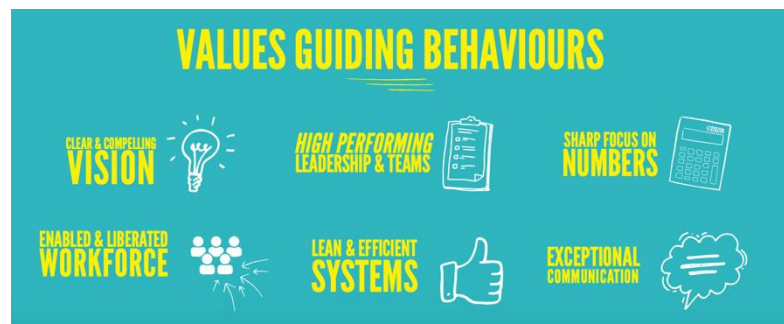 VALUES GUIDING BEHAVIOURS
CLEAR & COMPELLING
VISION
HIGH PERFORMING
LEADERSHIP & TEAMS
SHARP FOCUS ON
NUMBERS
ENABLED & LIBERATED
WORKFORCE
LEAN & EFFICIENT
SYSTEMS
EXCEPTIONAL
COMMUNICATION